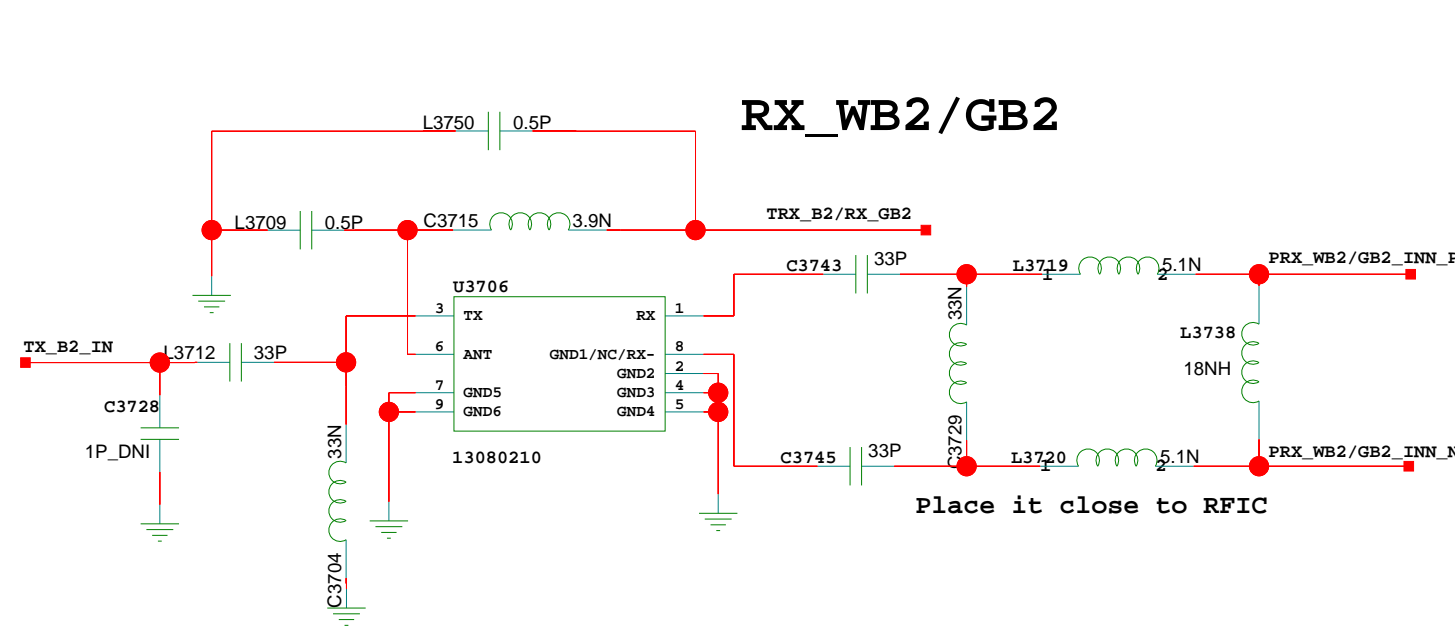 RX_WB2/GB2
L3750 0.5P
L3709 0.5P C3715 3.9N TRX_B2/RX_GB2
C3743 33P L3719 1 2 5.1N PRX_WB2/GB2_INN_P
U3706
3 TX RX 1
33N
TX_B2_IN L3712 33P
6 ANT GND1/NC/RX- 8
GND2 2
7 GND5 GND3 4
9 GND6 GND4 5
L3738
18NH
C3728
1P_DNI
33N
C3704
13080210
C3745 33P C3729 L3720 1 2 5.1N PRX_WB2/GB2_INN_N
Place it close to RFIC